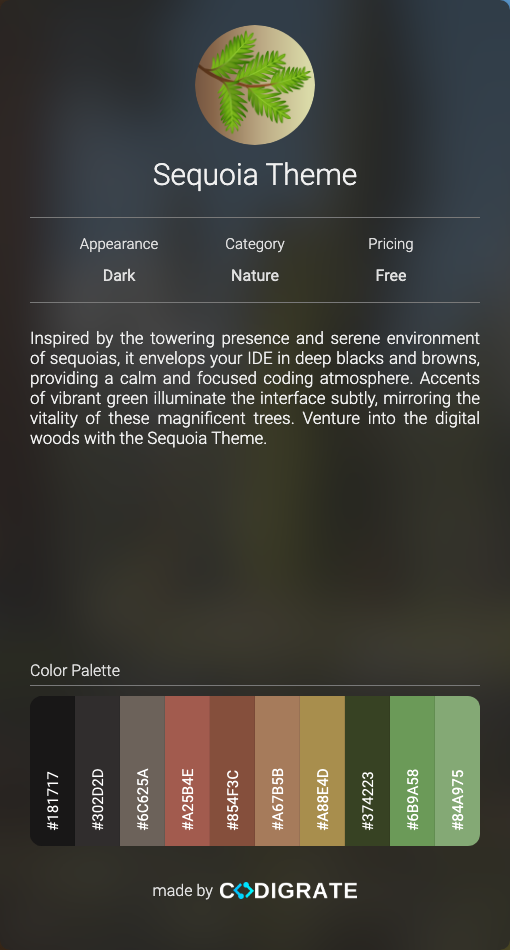 Sequoia Theme
Appearance Category Pricing
Dark Nature Free
Inspired by the towering presence and serene environment
of sequoias, it envelops your IDE in deep blacks and browns,
providing a calm and focused coding atmosphere. Accents
of vibrant green illuminate the interface subtly, mirroring the
vitality of these magnificent trees. Venture into the digital
woods with the Sequoia Theme.
Color Palette
#181717
#302D2D
#6C625A
#A25B4E
#854F3C
#A67B5B
#A88E4D
#374223
#6B9A58
#84A975
made by CODIGRATE